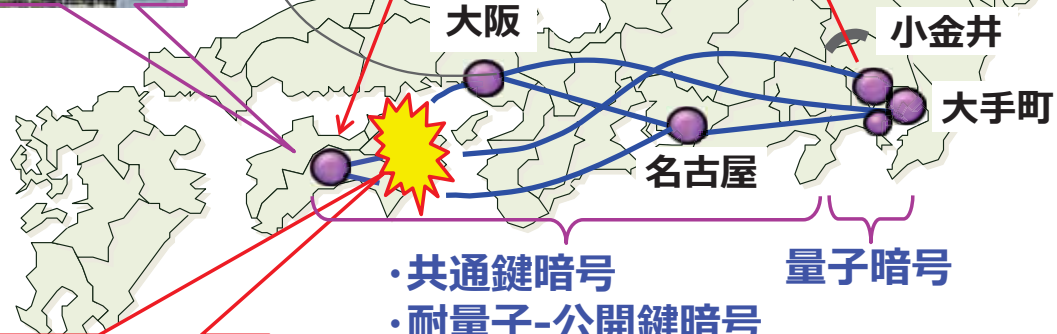 大阪
小金井
大手町
名古屋
・共通鍵暗号
量子暗号
・耐量子-公開鍵暗号